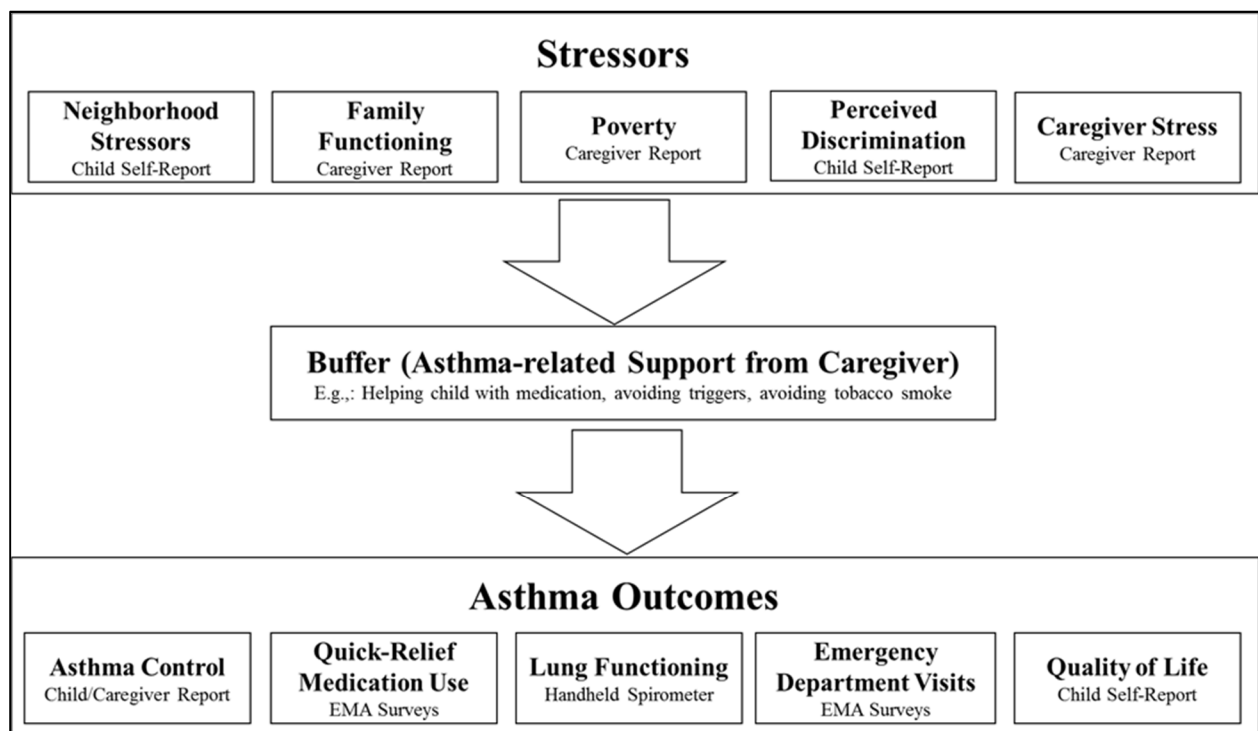 Stressors
Neighborhood
Stressors
Child Self-Report
Family
Functioning
Caregiver Report
Poverty
Caregiver Report
Perceived
Discrimination
Child Self-Report
Caregiver Stress
Caregiver Report
Buffer (Asthma-related Support from Caregiver)
E.g.,: Helping child with medication, avoiding triggers, avoiding tobacco smoke
Asthma Outcomes
Asthma Control
Child/Caregiver Report
Quick-Relief
Medication Use
EMA Surveys
Lung Functioning
Handheld Spirometer
Emergency
Department Visits
EMA Surveys
Quality of Life
Child Self-Report